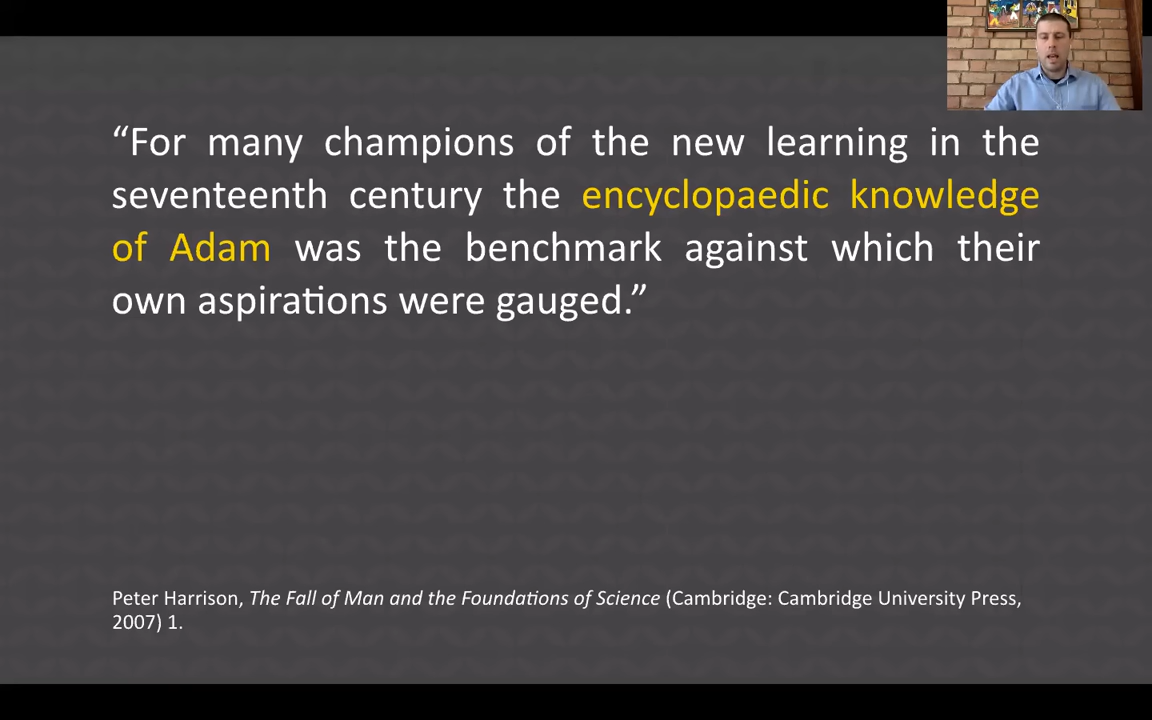 “For many champions of the new learning in the
seventeenth century the encyclopaedic knowledge
of Adam was the benchmark against which their
own aspirations were gauged.”
Peter Harrison, The Fall of Man and the Foundations of Science (Cambridge: Cambridge University Press,
2007) 1.